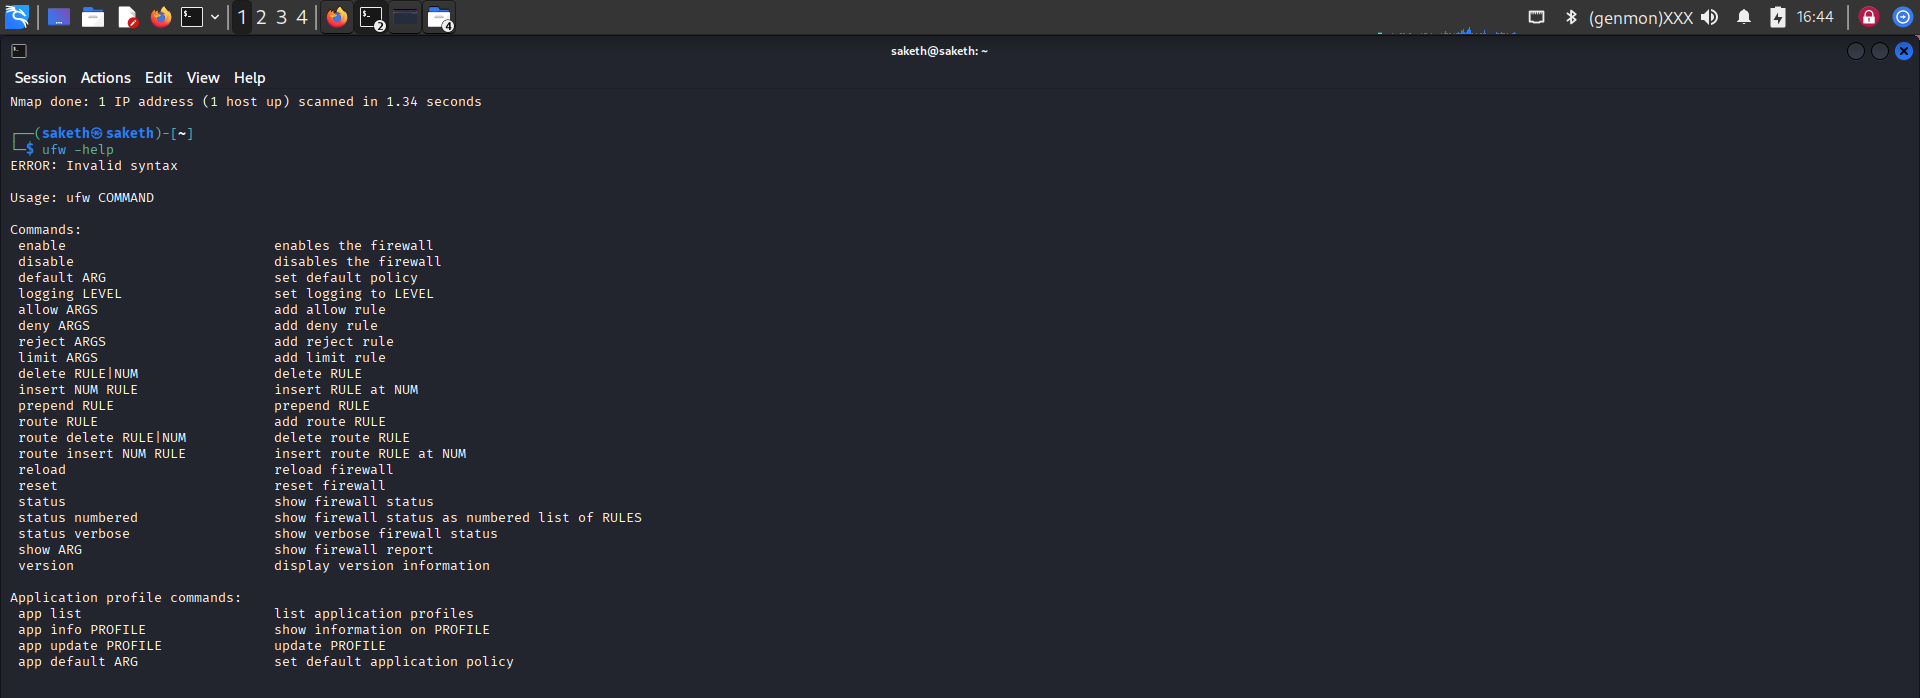 1 2 3 4 2 4 (genmon)XXX 16:44
saketh@saketh: ~
Session Actions Edit View Help
Nmap done: 1 IP address (1 host up) scanned in 1.34 seconds
┌──(saketh㉿saketh)-[~]
└─$ ufw -help
ERROR: Invalid syntax
Usage: ufw COMMAND
Commands:
enable enables the firewall
disable disables the firewall
default ARG set default policy
logging LEVEL set logging to LEVEL
allow ARGS add allow rule
deny ARGS add deny rule
reject ARGS add reject rule
limit ARGS add limit rule
delete RULE|NUM delete RULE
insert NUM RULE insert RULE at NUM
prepend RULE prepend RULE
route RULE add route RULE
route delete RULE|NUM delete route RULE
route insert NUM RULE insert route RULE at NUM
reload reload firewall
reset reset firewall
status show firewall status
status numbered show firewall status as numbered list of RULES
status verbose show verbose firewall status
show ARG show firewall report
version display version information
Application profile commands:
app list list application profiles
app info PROFILE show information on PROFILE
app update PROFILE update PROFILE
app default ARG set default application policy